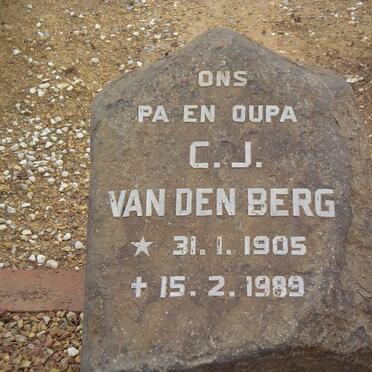 ONS
PA EN OUPA
C. J.
VAN DEN BERG
★ 31. 1. 1905
✝ 15. 2. 1989